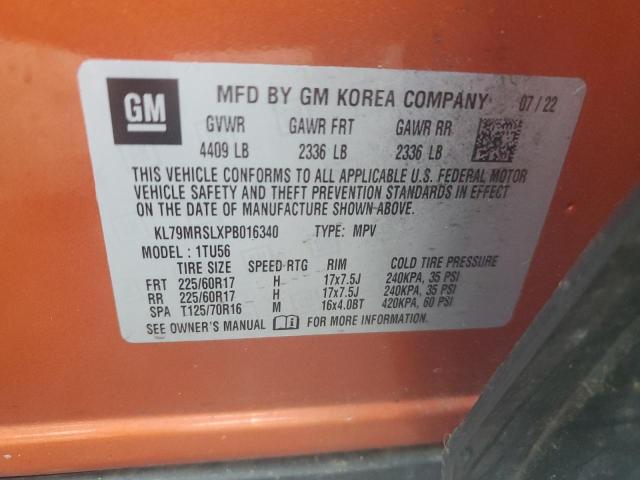 GM MFD BY GM KOREA COMPANY 07/22
GVWR GAWR FRT GAWR RR
4409 LB 2336 LB 2336 LB
THIS VEHICLE CONFORMS TO ALL APPLICABLE U.S. FEDERAL MOTOR
VEHICLE SAFETY AND THEFT PREVENTION STANDARDS IN EFFECT
ON THE DATE OF MANUFACTURE SHOWN ABOVE.
KL79MRSLXPB016340 TYPE: MPV
MODEL: 1TU56
TIRE SIZE SPEED RTG RIM COLD TIRE PRESSURE
FRT 225/60R17 H 17x7.5J 240KPA, 35 PSI
RR 225/60R17 H 17x7.5J 240KPA, 35 PSI
SPA T125/70R16 M 16x4.0BT 420KPA, 60 PSI
SEE OWNER'S MANUAL FOR MORE INFORMATION.